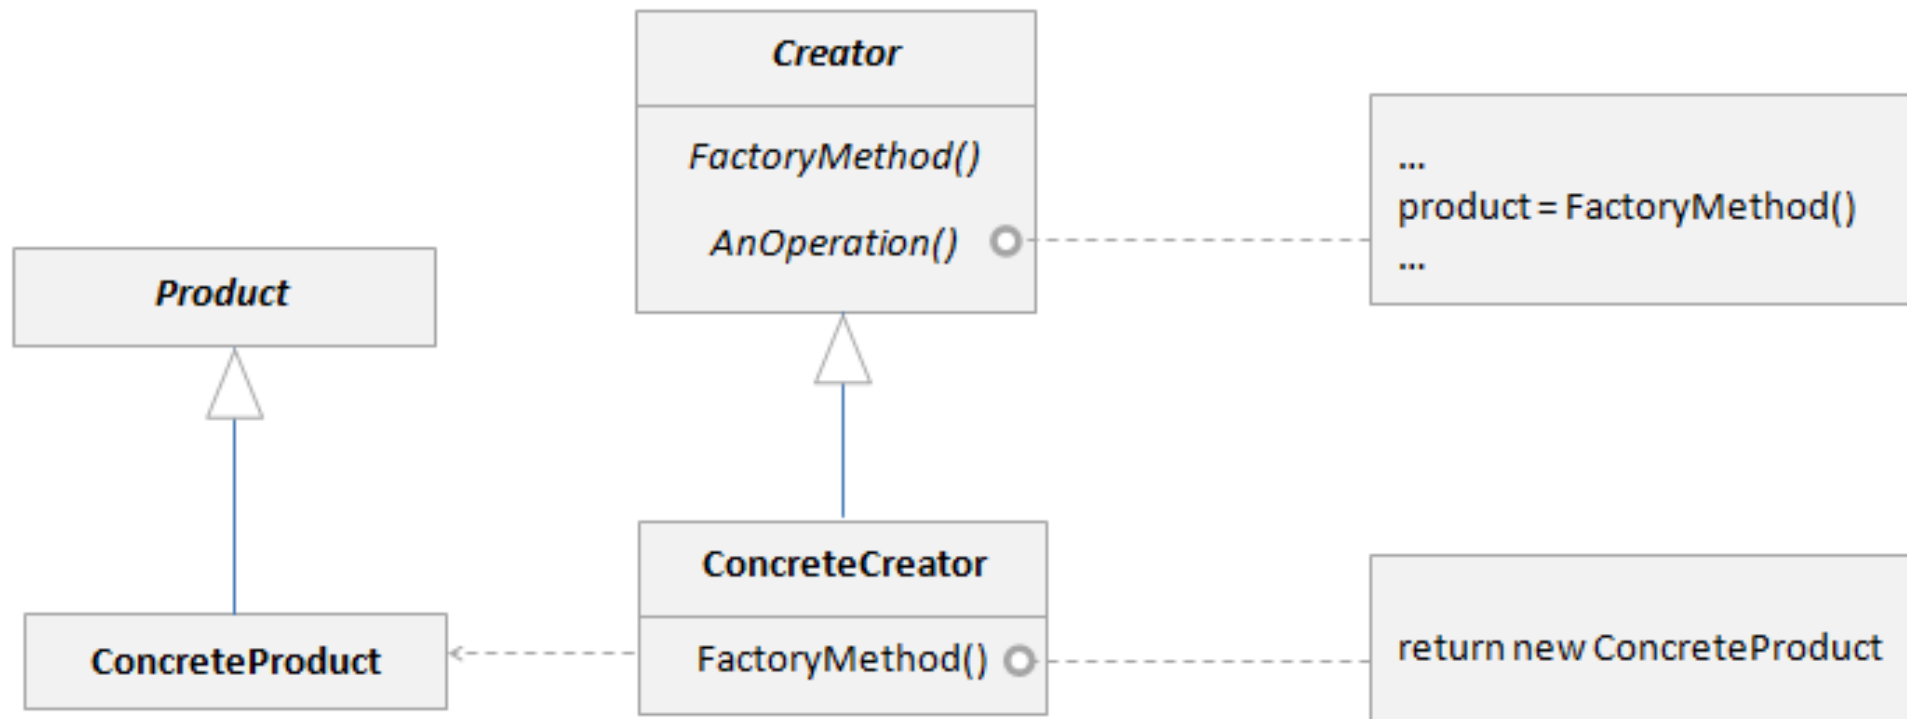 Creator
FactoryMethod()
AnOperation()
...
product = FactoryMethod()
...
Product
ConcreteCreator
FactoryMethod()
return new ConcreteProduct
ConcreteProduct